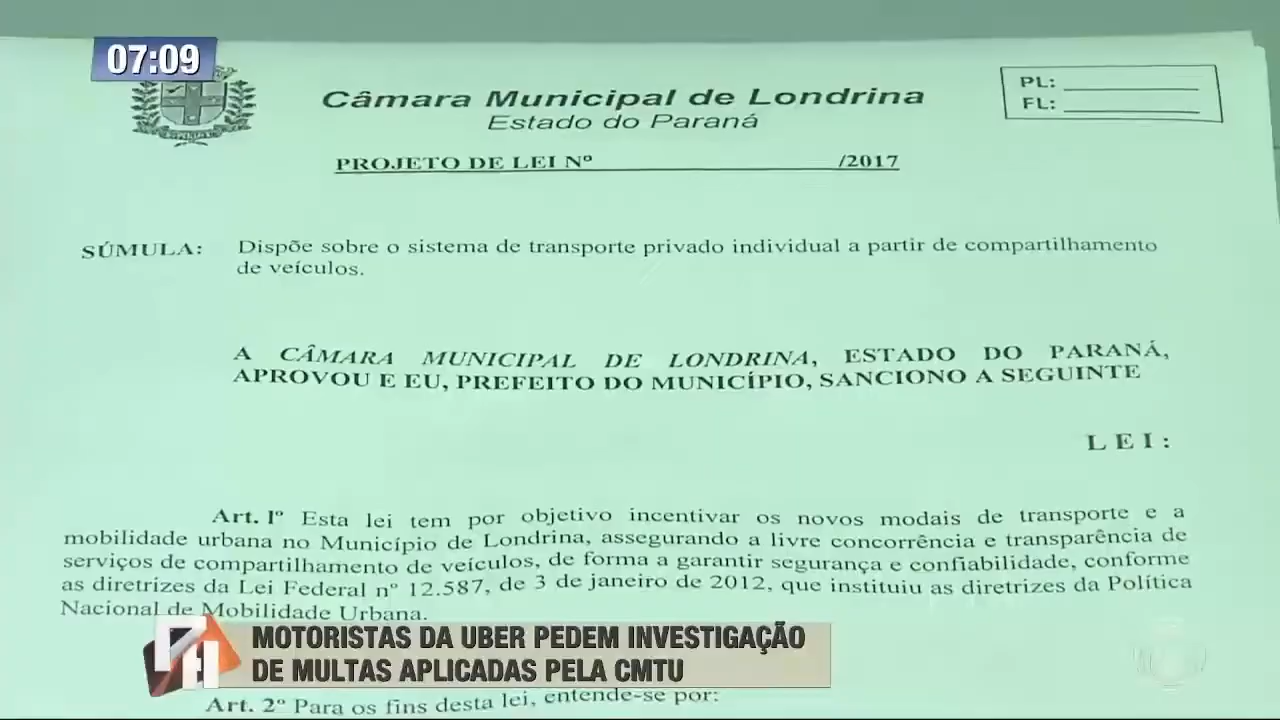 07:09
Câmara Municipal de Londrina
Estado do Paraná
PL:
FL:
PROJETO DE LEI Nº /2017
SÚMULA: Dispõe sobre o sistema de transporte privado individual a partir de compartilhamento
de veículos.
A CÂMARA MUNICIPAL DE LONDRINA, ESTADO DO PARANÁ,
APROVOU E EU, PREFEITO DO MUNICÍPIO, SANCIONO A SEGUINTE
LEI:
Art. 1º Esta lei tem por objetivo incentivar os novos modais de transporte e a
mobilidade urbana no Município de Londrina, assegurando a livre concorrência e transparência de
serviços de compartilhamento de veículos, de forma a garantir segurança e confiabilidade, conforme
as diretrizes da Lei Federal nº 12.587, de 3 de janeiro de 2012, que instituiu as diretrizes da Política
Nacional de Mobilidade Urbana.
MOTORISTAS DA UBER PEDEM INVESTIGAÇÃO
DE MULTAS APLICADAS PELA CMTU
Art. 2º Para os fins desta lei, entende-se por: